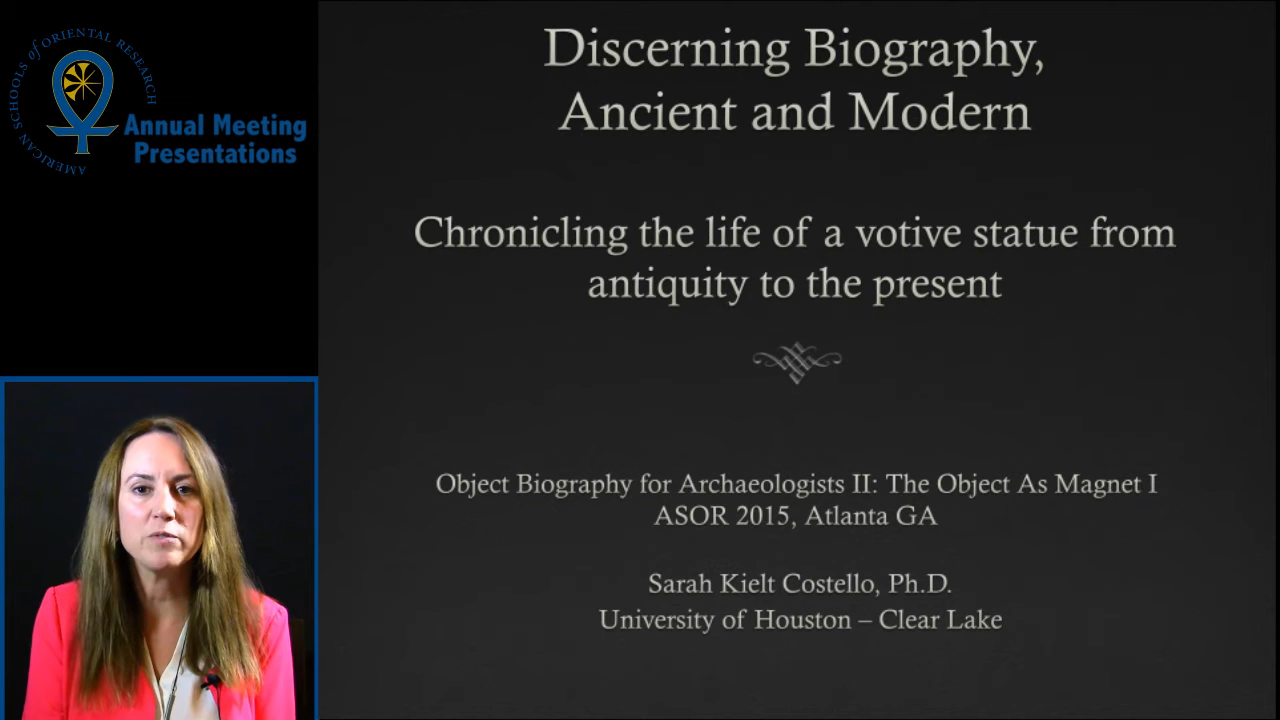 AMERICAN SCHOOLS of ORIENTAL RESEARCH
Annual Meeting
Presentations
Discerning Biography,
Ancient and Modern
Chronicling the life of a votive statue from
antiquity to the present
Object Biography for Archaeologists II: The Object As Magnet I
ASOR 2015, Atlanta GA
Sarah Kielt Costello, Ph.D.
University of Houston – Clear Lake